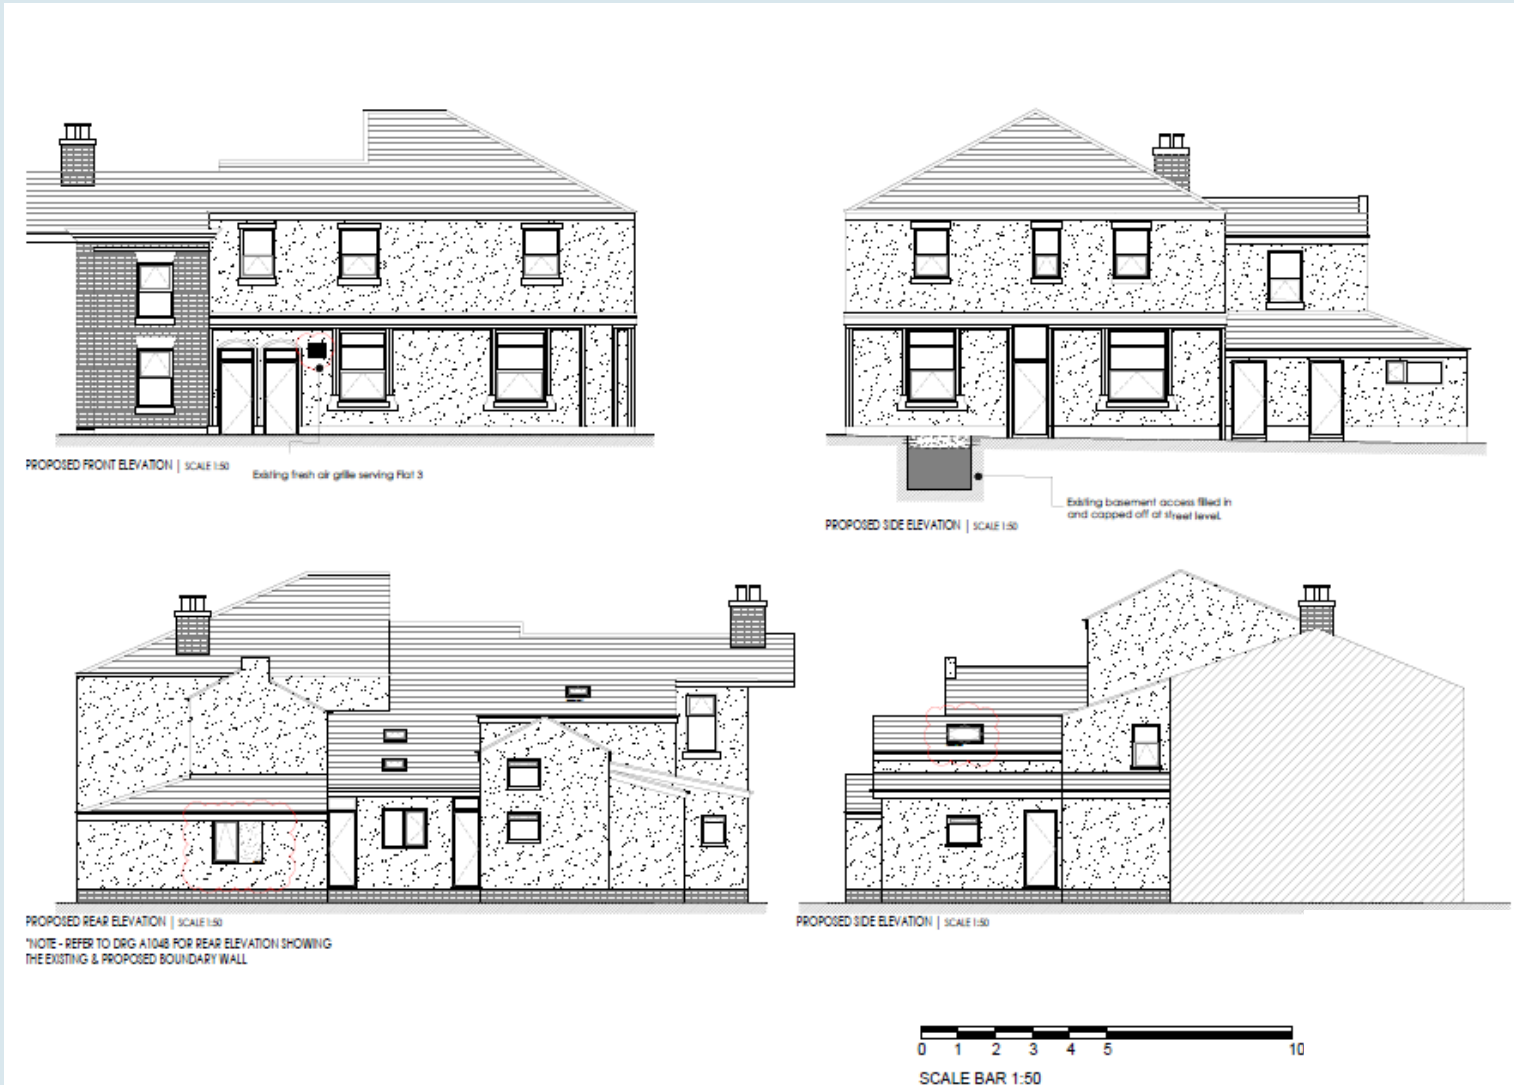 PROPOSED FRONT ELEVATION | SCALE 1:50
Existing fresh air grille serving Flat 3
Existing basement access filled in
and capped off at street level.
PROPOSED SIDE ELEVATION | SCALE 1:50
PROPOSED REAR ELEVATION | SCALE 1:50
*NOTE - REFER TO DRG A104B FOR REAR ELEVATION SHOWING
THE EXISTING & PROPOSED BOUNDARY WALL
PROPOSED SIDE ELEVATION | SCALE 1:50
0 1 2 3 4 5 10
SCALE BAR 1:50